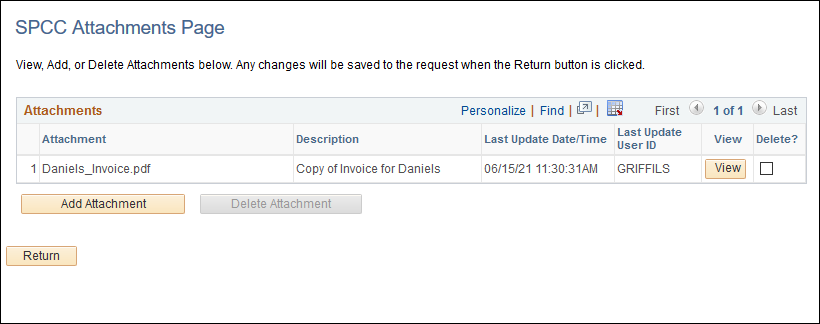 SPCC Attachments Page
View, Add, or Delete Attachments below. Any changes will be saved to the request when the Return button is clicked.
Attachments Personalize | Find | | First 1 of 1 Last
Attachment Description Last Update Date/Time Last Update User ID View Delete?
1 Daniels_Invoice.pdf Copy of Invoice for Daniels 06/15/21 11:30:31AM GRIFFILS View
Add Attachment Delete Attachment
Return